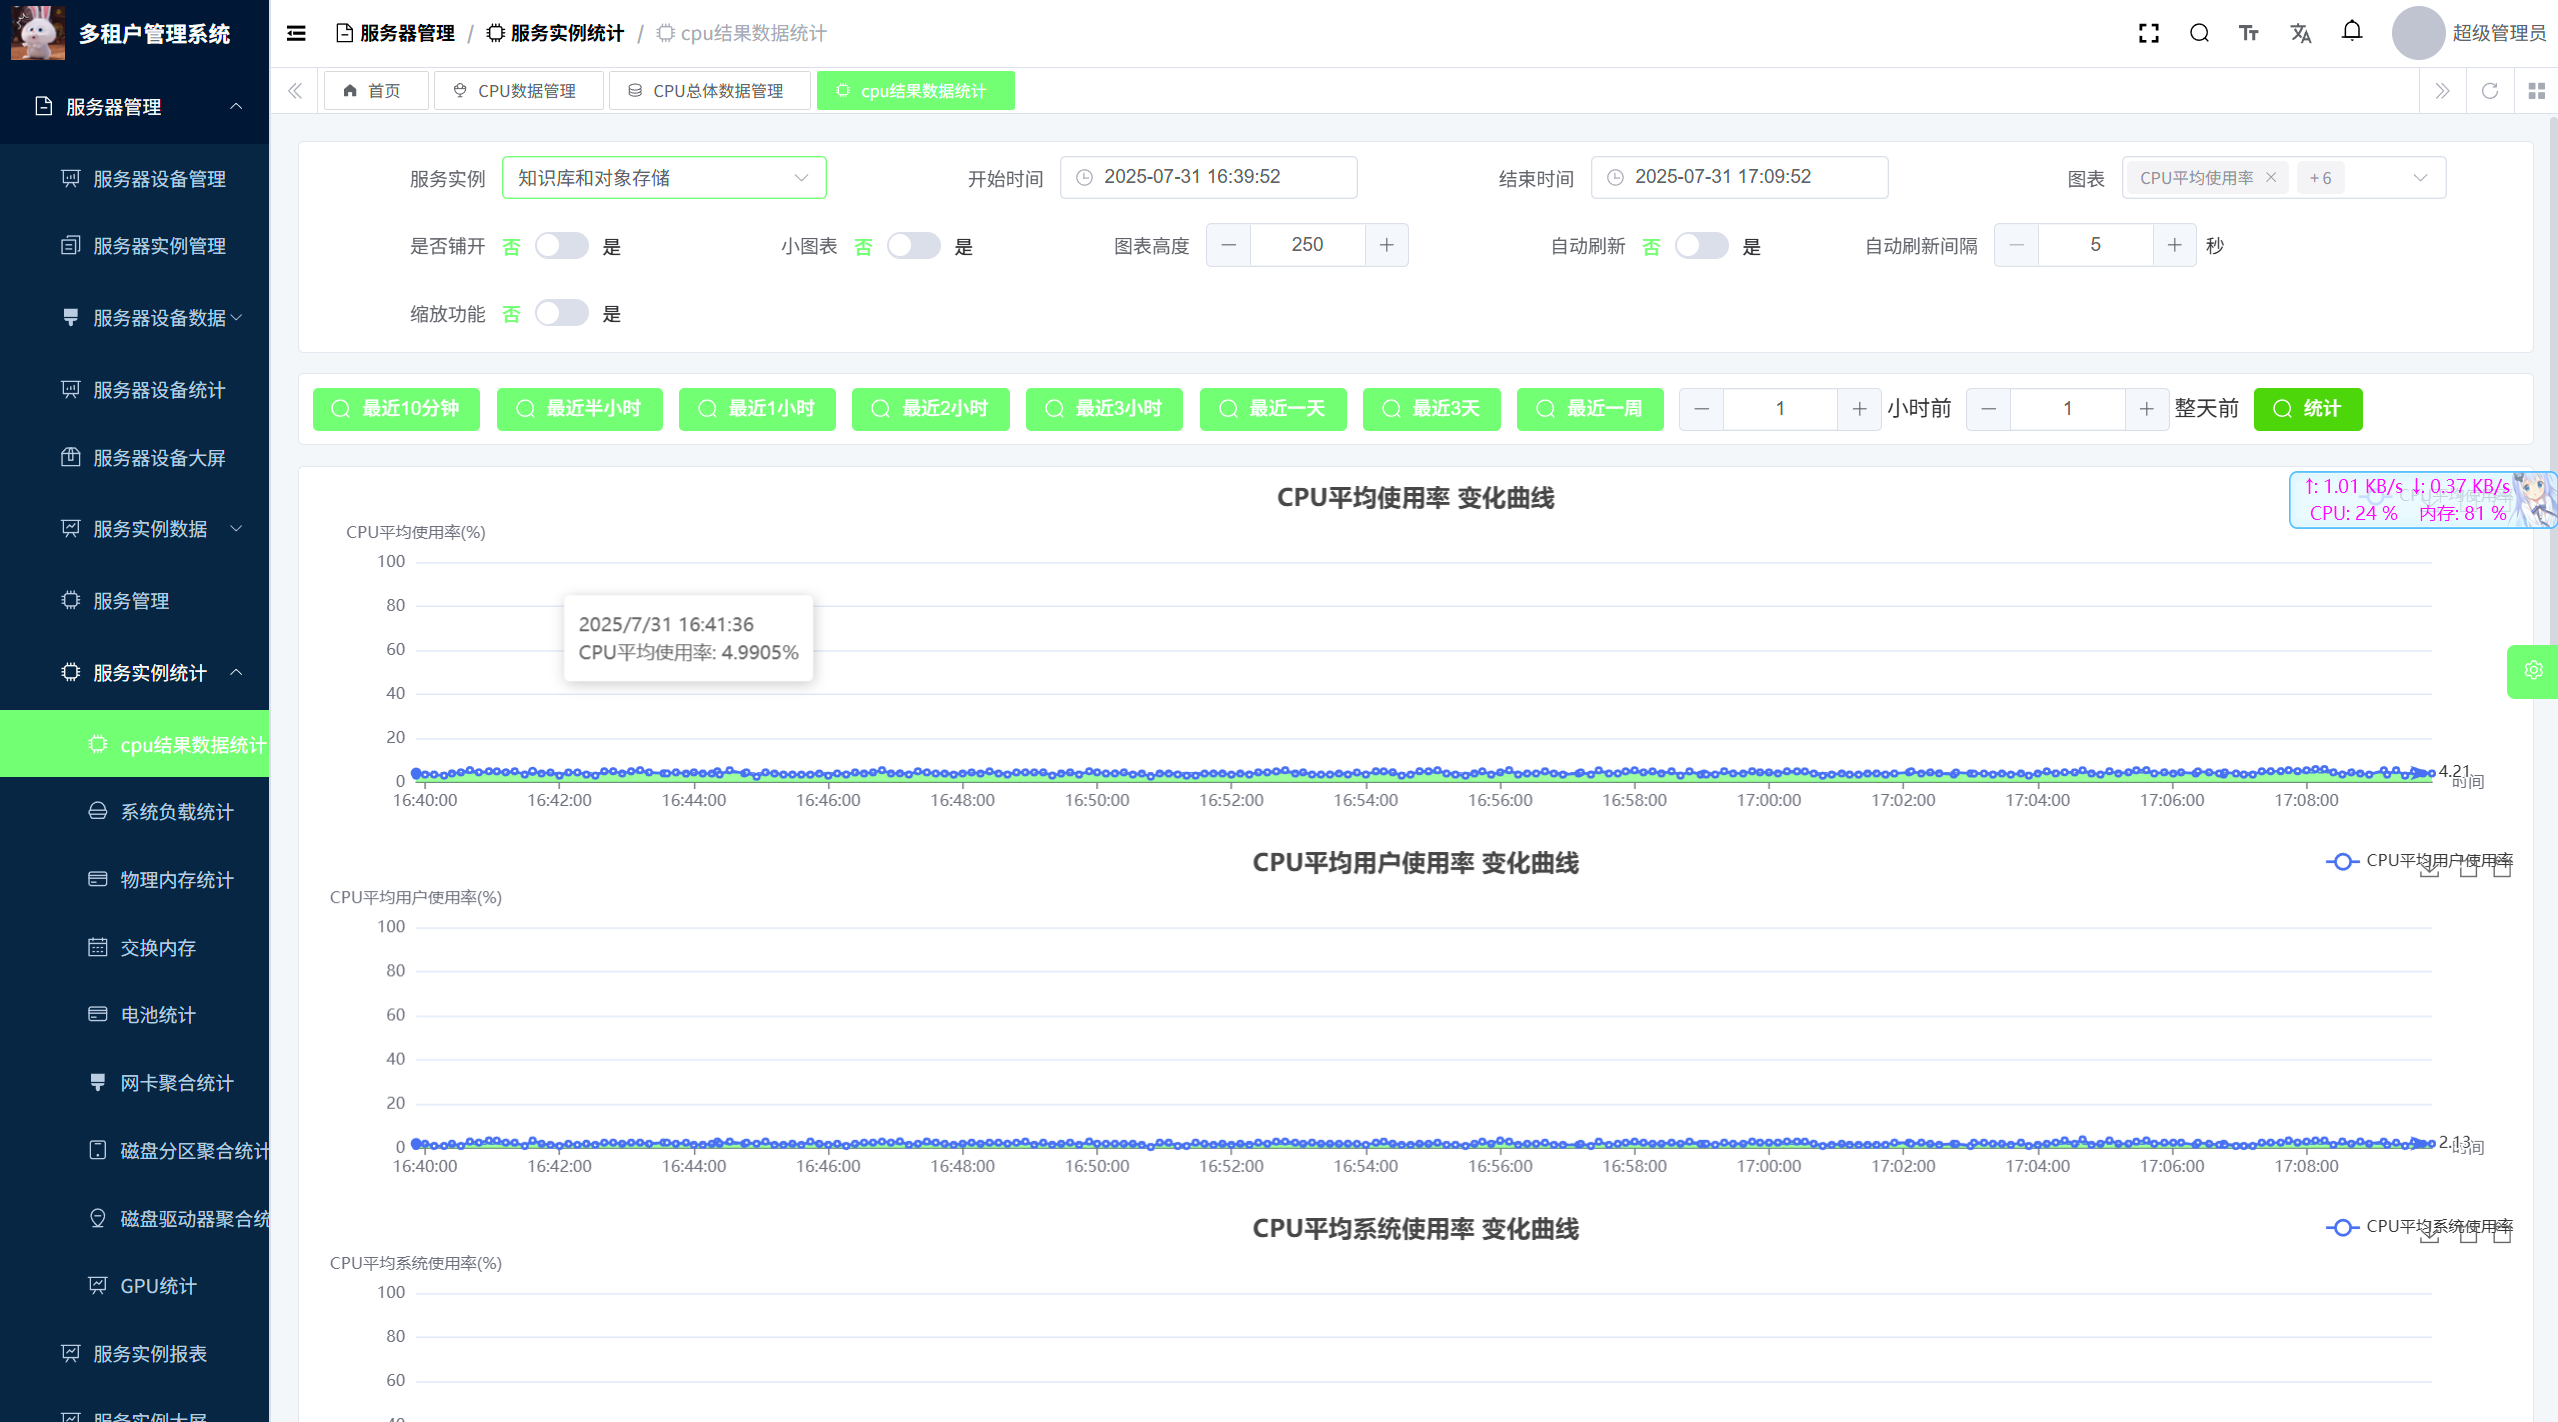 多租户管理系统
服务器管理
服务器设备管理
服务器实例管理
服务器设备数据
服务器设备统计
服务器设备大屏
服务实例数据
服务管理
服务实例统计
cpu结果数据统计
系统负载统计
物理内存统计
交换内存
电池统计
网卡聚合统计
磁盘分区聚合统计
磁盘驱动器聚合统
GPU统计
服务实例报表
服务实例大屏
服务器管理 / 服务实例统计 / cpu结果数据统计
超级管理员
首页
CPU数据管理
CPU总体数据管理
cpu结果数据统计
服务实例 知识库和对象存储
开始时间 2025-07-31 16:39:52
结束时间 2025-07-31 17:09:52
图表 CPU平均使用率 + 6
是否铺开 否 是
小图表 否 是
图表高度 250
自动刷新 否 是
自动刷新间隔 5 秒
缩放功能 否 是
最近10分钟 最近半小时 最近1小时 最近2小时 最近3小时 最近一天 最近3天 最近一周 1 小时前 1 整天前 统计
↑: 1.01 KB/s ↓: 0.37 KB/s
CPU: 24 % 内存: 81 %
CPU平均使用率 变化曲线
CPU平均使用率(%)
100
80
60
40
20
0
2025/7/31 16:41:36
CPU平均使用率: 4.9905%
4.21
时间
16:40:00 16:42:00 16:44:00 16:46:00 16:48:00 16:50:00 16:52:00 16:54:00 16:56:00 16:58:00 17:00:00 17:02:00 17:04:00 17:06:00 17:08:00
CPU平均用户使用率 变化曲线
CPU平均用户使用率
CPU平均用户使用率(%)
100
80
60
40
20
0
2.13
时间
16:40:00 16:42:00 16:44:00 16:46:00 16:48:00 16:50:00 16:52:00 16:54:00 16:56:00 16:58:00 17:00:00 17:02:00 17:04:00 17:06:00 17:08:00
CPU平均系统使用率 变化曲线
CPU平均系统使用率
CPU平均系统使用率(%)
100
80
60
40